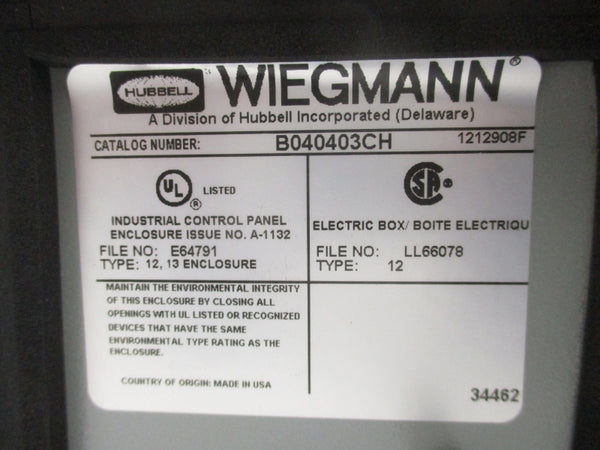 HUBBELL WIEGMANN®
A Division of Hubbell Incorporated (Delaware)
CATALOG NUMBER: B040403CH 1212908F
UL ® LISTED
INDUSTRIAL CONTROL PANEL
ENCLOSURE ISSUE NO. A-1132
FILE NO: E64791
TYPE: 12, 13 ENCLOSURE
SA ®
ELECTRIC BOX/ BOITE ELECTRIQU
FILE NO: LL66078
TYPE: 12
MAINTAIN THE ENVIRONMENTAL INTEGRITY
OF THIS ENCLOSURE BY CLOSING ALL
OPENINGS WITH UL LISTED OR RECOGNIZED
DEVICES THAT HAVE THE SAME
ENVIRONMENTAL TYPE RATING AS THE
ENCLOSURE.
COUNTRY OF ORIGIN: MADE IN USA
34462